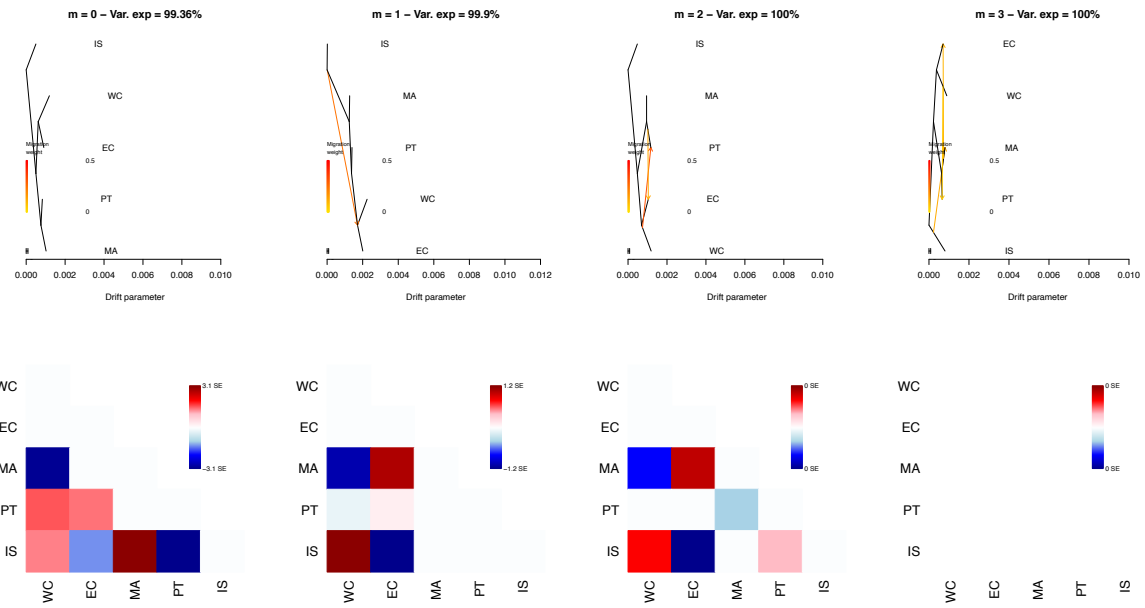 m = 0 − Var. exp = 99.36%
IS
WC
EC
PT
MA
Migration
weight
0.5
0
0.000 0.002 0.004 0.006 0.008 0.010
Drift parameter
m = 1 − Var. exp = 99.9%
IS
MA
PT
WC
EC
Migration
weight
0.5
0
0.000 0.002 0.004 0.006 0.008 0.010 0.012
Drift parameter
m = 2 − Var. exp = 100%
IS
MA
PT
EC
WC
Migration
weight
0.5
0
0.000 0.002 0.004 0.006 0.008 0.010
Drift parameter
m = 3 − Var. exp = 100%
EC
WC
MA
PT
IS
Migration
weight
0.5
0
0.000 0.002 0.004 0.006 0.008 0.010
Drift parameter
WC
EC
MA
PT
IS
3.1 SE
−3.1 SE
WC EC MA PT IS
WC
EC
MA
PT
IS
1.2 SE
−1.2 SE
WC EC MA PT IS
WC
EC
MA
PT
IS
0 SE
0 SE
WC EC MA PT IS
WC
EC
MA
PT
IS
0 SE
0 SE
WC EC MA PT IS